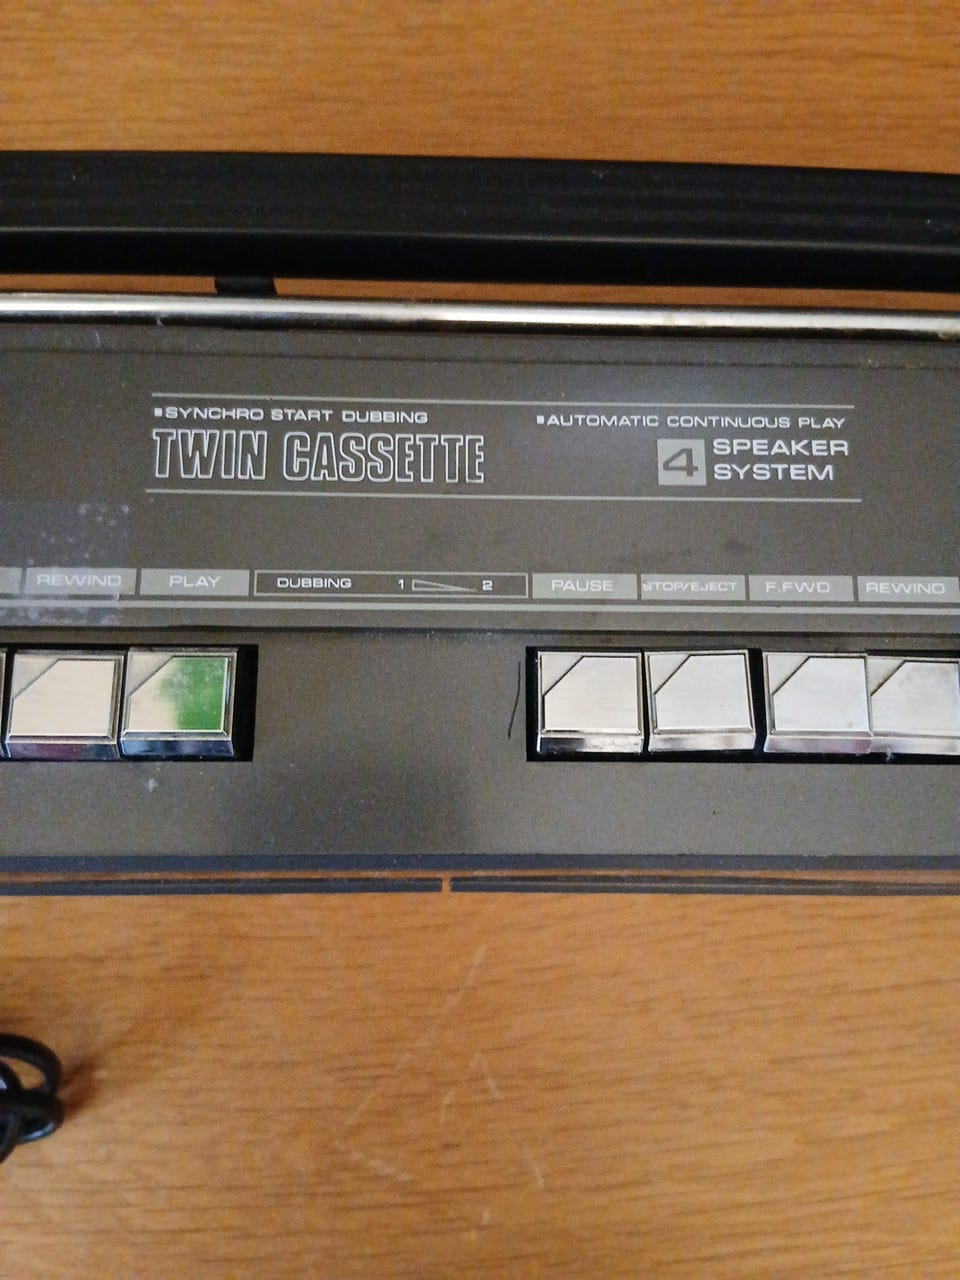 SYNCHRO START DUBBING
TWIN CASSETTE
AUTOMATIC CONTINUOUS PLAY
4 SPEAKER
SYSTEM
REWIND PLAY DUBBING 1 2 PAUSE STOP/EJECT F.FWD REWIND